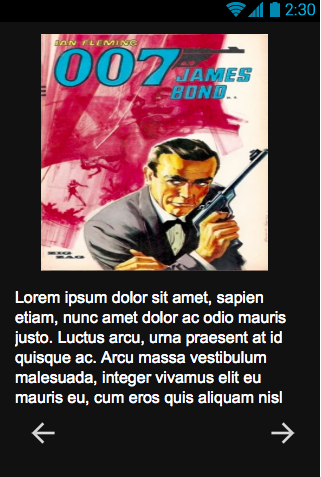 2:30
IAN FLEMING
007 JAMES
BOND
ZIG
ZAG
Lorem ipsum dolor sit amet, sapien
etiam, nunc amet dolor ac odio mauris
justo. Luctus arcu, urna praesent at id
quisque ac. Arcu massa vestibulum
malesuada, integer vivamus elit eu
mauris eu, cum eros quis aliquam nisl